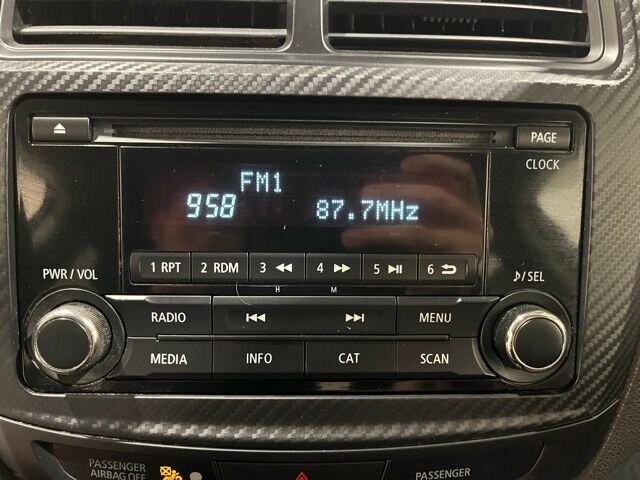 PAGE
CLOCK
FM1
958 87.7MHz
1 RPT 2 RDM 3 4 5 6
H M
PWR / VOL
♪/ SEL
RADIO MENU
MEDIA INFO CAT SCAN
PASSENGER
AIRBAG OFF
PASSENGER